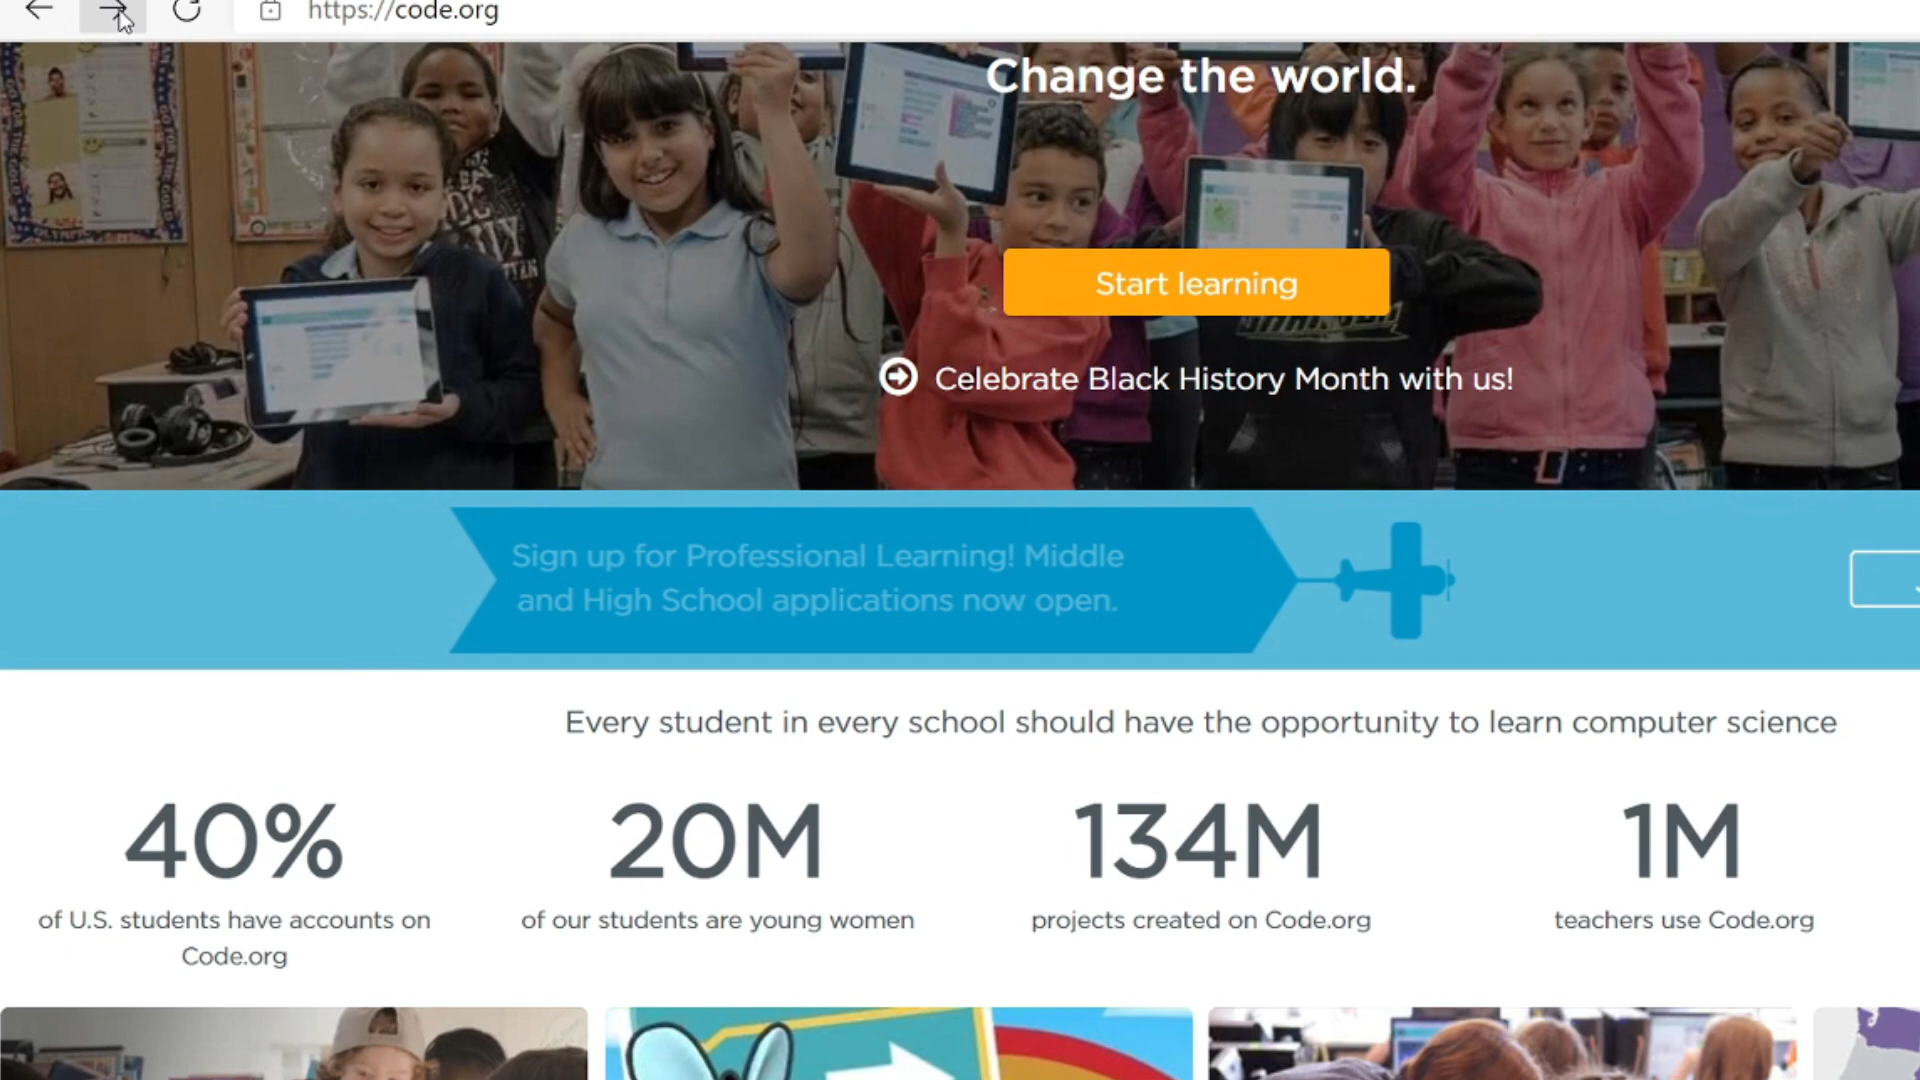 https://code.org
Change the world.
Start learning
Celebrate Black History Month with us!
Sign up for Professional Learning! Middle
and High School applications now open.
Every student in every school should have the opportunity to learn computer science
40%
of U.S. students have accounts on
Code.org
20M
of our students are young women
134M
projects created on Code.org
1M
teachers use Code.org